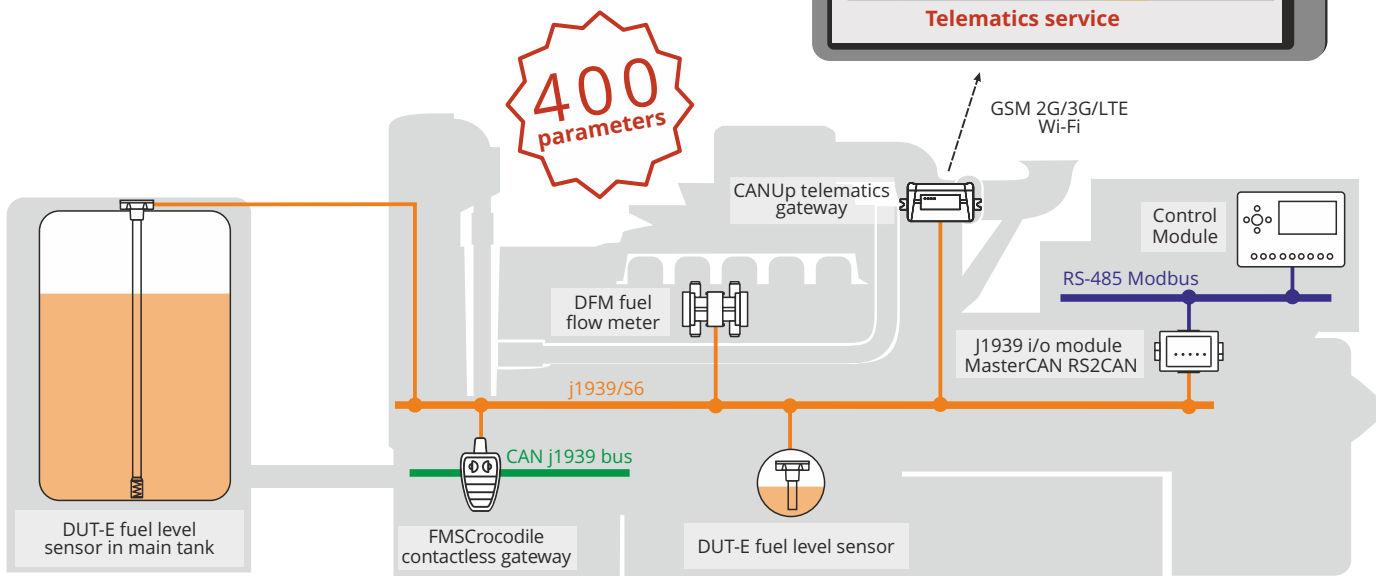 Telematics service
400
parameters
GSM 2G/3G/LTE
Wi-Fi
CANUp telematics
gateway
Control
Module
RS-485 Modbus
DFM fuel
flow meter
J1939 i/o module
MasterCAN RS2CAN
j1939/S6
CAN j1939 bus
DUT-E fuel level
sensor in main tank
FMSCrocodile
contactless gateway
DUT-E fuel level sensor